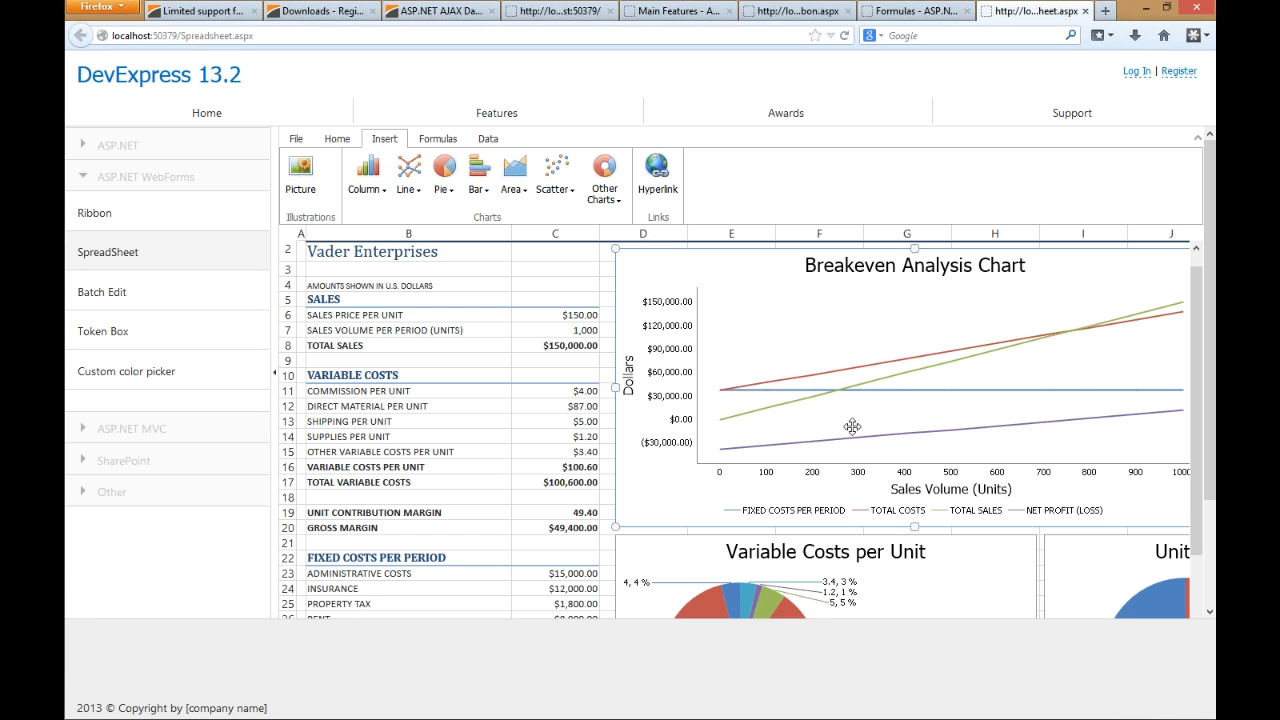 Firefox
Limited support f...
Downloads - Regi...
ASP.NET AJAX Da...
http://lo...st:50379/
Main Features - A...
http://lo...bon.aspx
Formulas - ASP.N...
http://lo...heet.aspx
localhost:50379/Spreadsheet.aspx
Google
DevExpress 13.2
Log In | Register
Home
Features
Awards
Support
ASP.NET
ASP.NET WebForms
Ribbon
SpreadSheet
Batch Edit
Token Box
Custom color picker
ASP.NET MVC
SharePoint
Other
File Home Insert Formulas Data
Picture
Column
Line
Pie
Bar
Area
Scatter
Other Charts
Hyperlink
Illustrations
Charts
Links
A B C D E F G H I J
2 Vader Enterprises
3
4 AMOUNTS SHOWN IN U.S. DOLLARS
5 SALES
6 SALES PRICE PER UNIT $150.00
7 SALES VOLUME PER PERIOD (UNITS) 1,000
8 TOTAL SALES $150,000.00
9
10 VARIABLE COSTS
11 COMMISSION PER UNIT $4.00
12 DIRECT MATERIAL PER UNIT $87.00
13 SHIPPING PER UNIT $5.00
14 SUPPLIES PER UNIT $1.20
15 OTHER VARIABLE COSTS PER UNIT $3.40
16 VARIABLE COSTS PER UNIT $100.60
17 TOTAL VARIABLE COSTS $100,600.00
18
19 UNIT CONTRIBUTION MARGIN 49.40
20 GROSS MARGIN $49,400.00
21
22 FIXED COSTS PER PERIOD
23 ADMINISTRATIVE COSTS $15,000.00
24 INSURANCE $12,000.00
25 PROPERTY TAX $1,800.00
Breakeven Analysis Chart
Dollars
$150,000.00
$120,000.00
$90,000.00
$60,000.00
$30,000.00
$0.00
($30,000.00)
0 100 200 300 400 500 600 700 800 900 1000
Sales Volume (Units)
FIXED COSTS PER PERIOD TOTAL COSTS TOTAL SALES NET PROFIT (LOSS)
Variable Costs per Unit
4, 4 %
3.4, 3 %
1.2, 1 %
5, 5 %
Unit
2013 © Copyright by [company name]